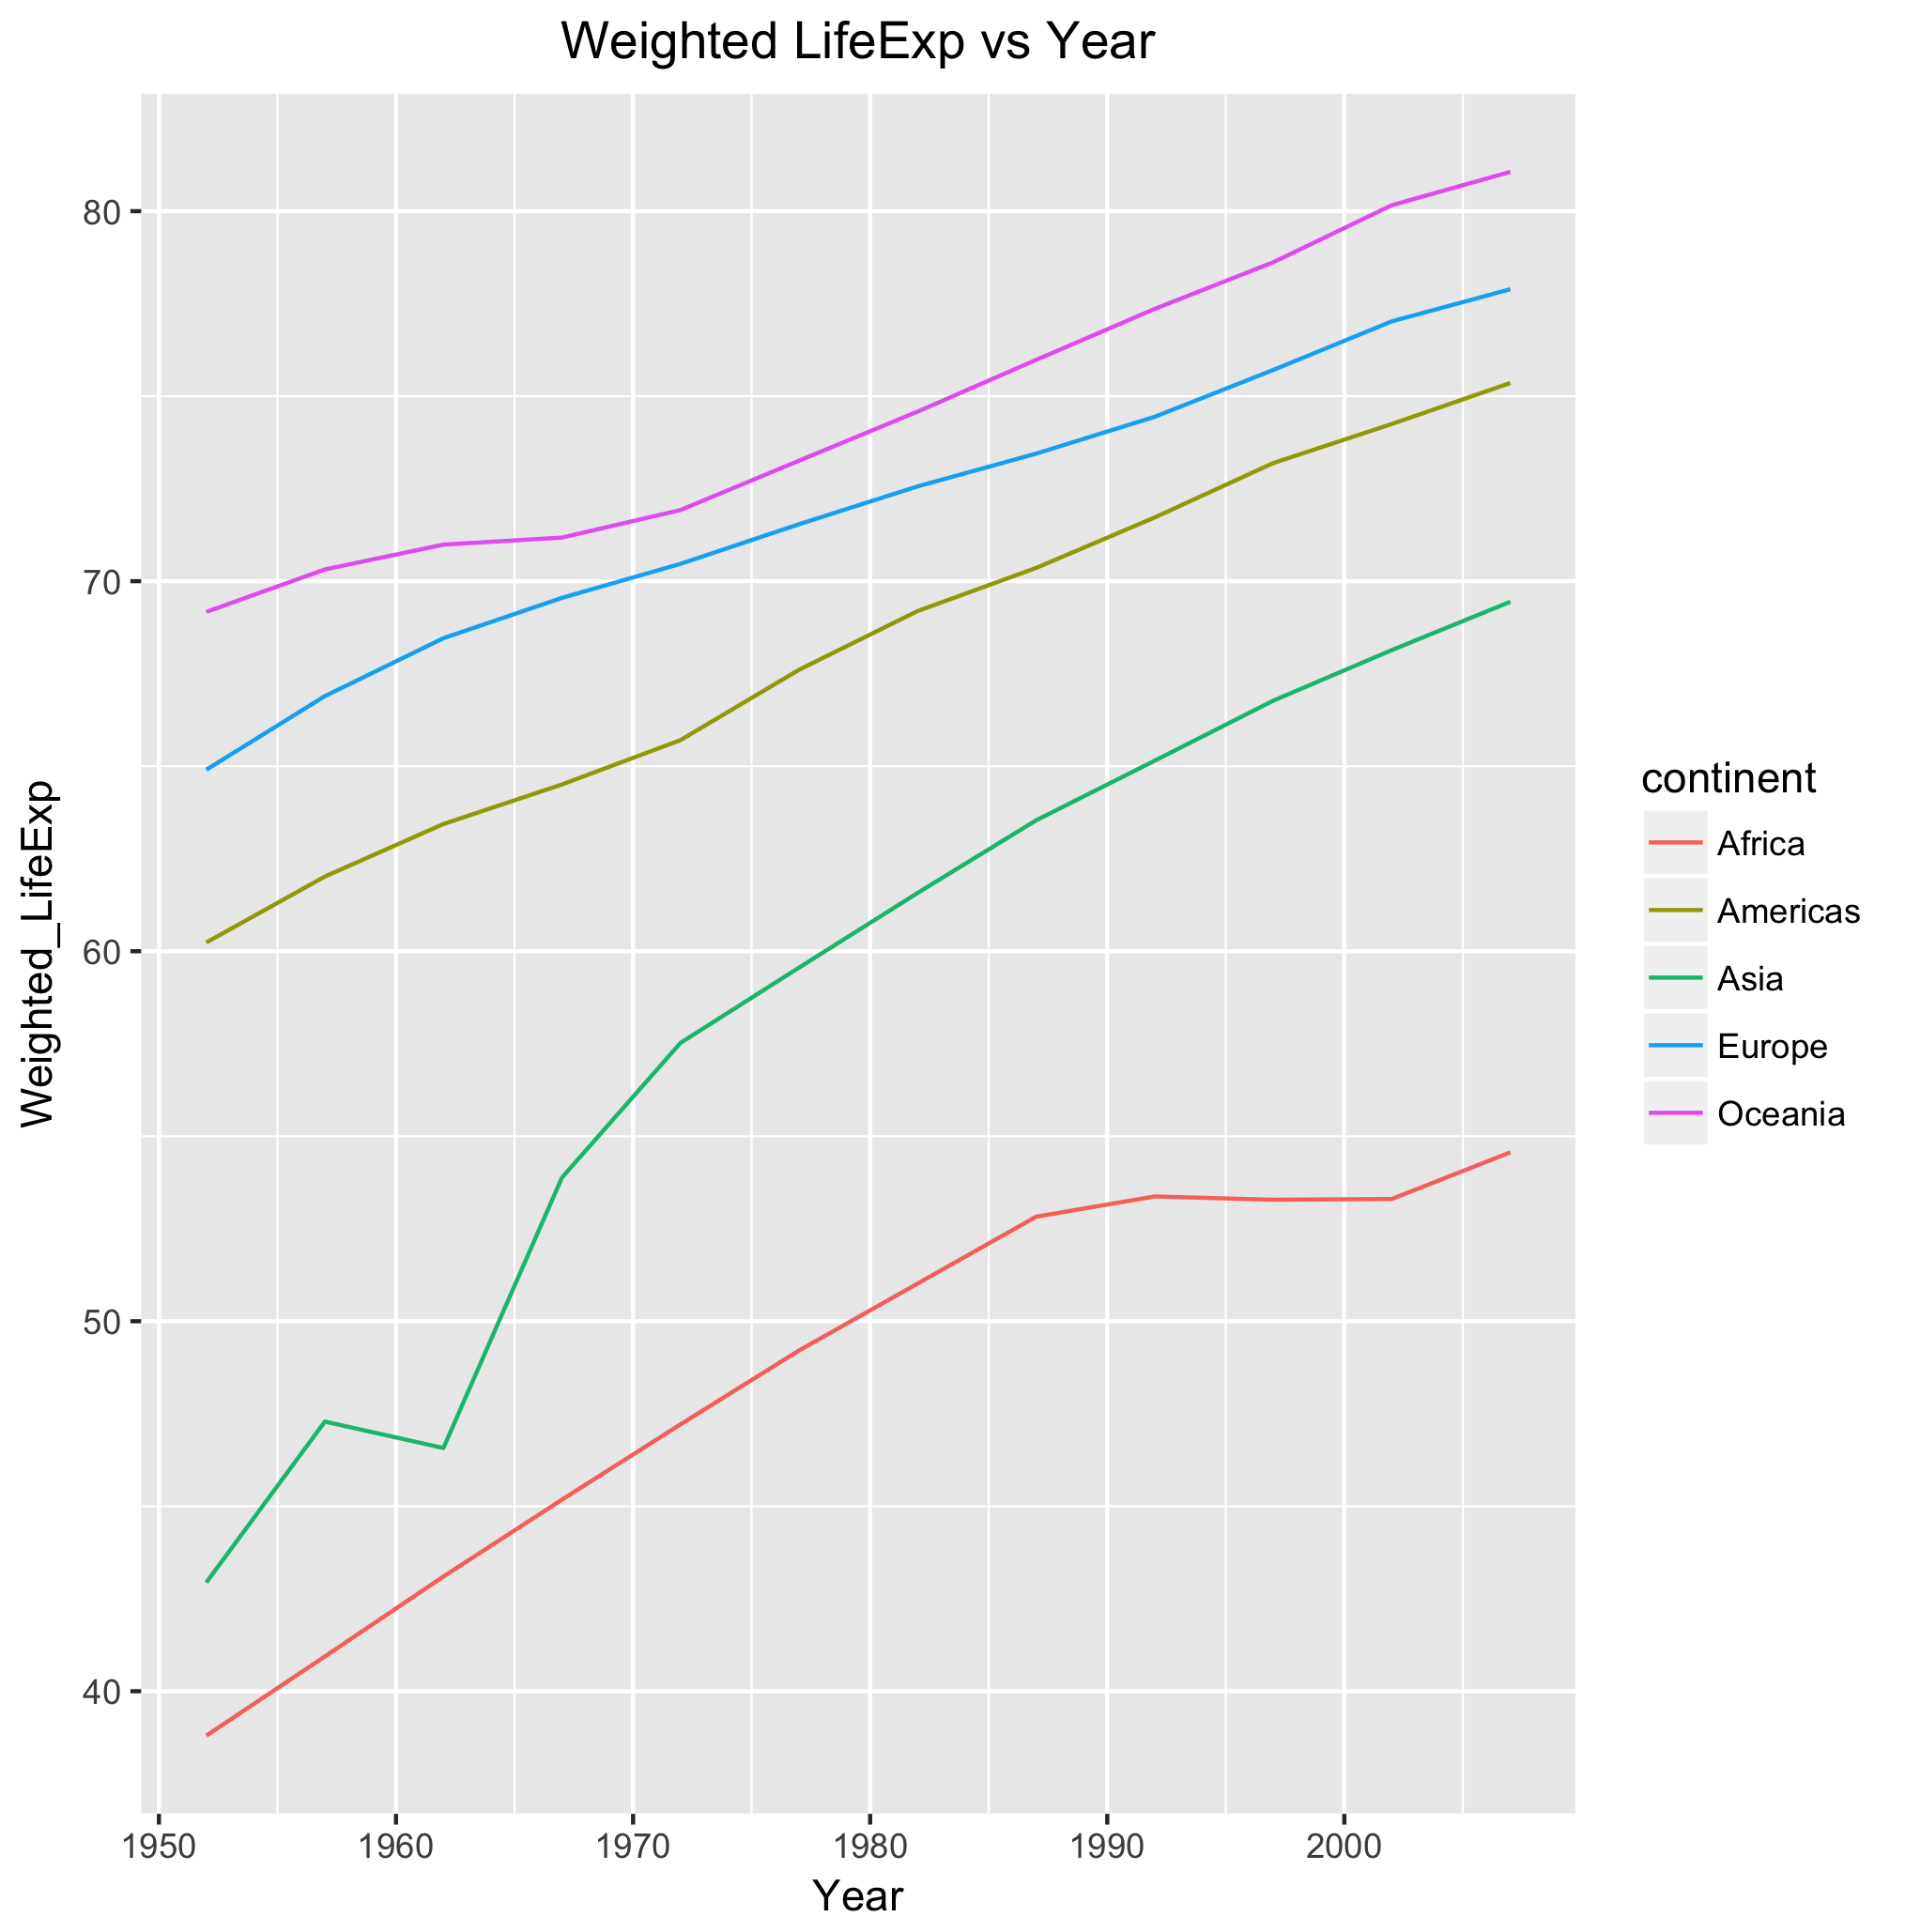 Weighted LifeExp vs Year
Weighted_LifeExp
80
70
60
50
40
1950 1960 1970 1980 1990 2000
Year
continent
Africa
Americas
Asia
Europe
Oceania